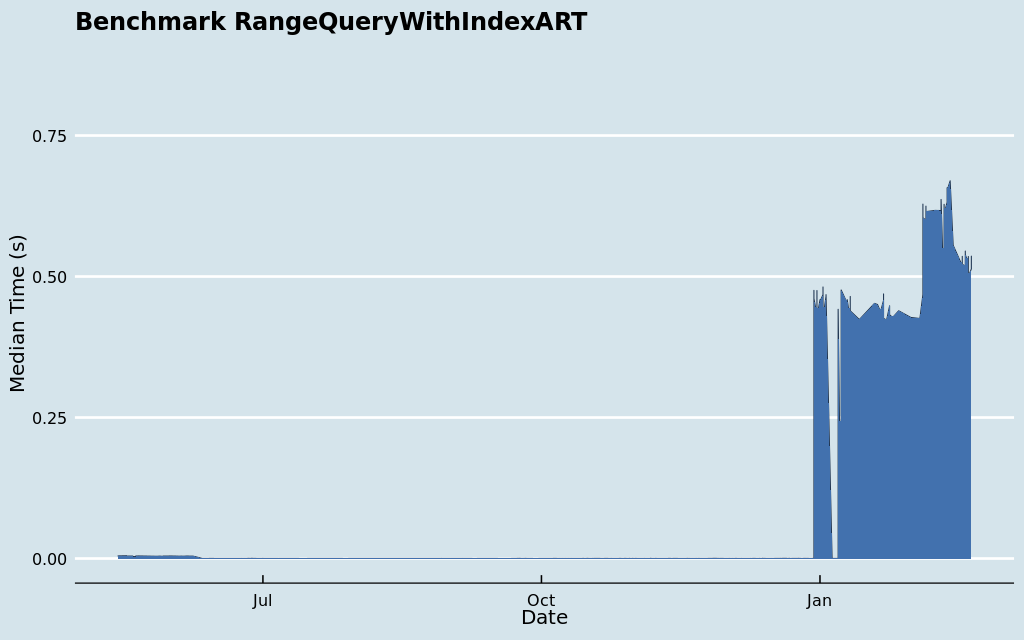 Benchmark RangeQueryWithIndexART
0.75
0.50
0.25
0.00
Median Time (s)
Jul
Oct
Jan
Date